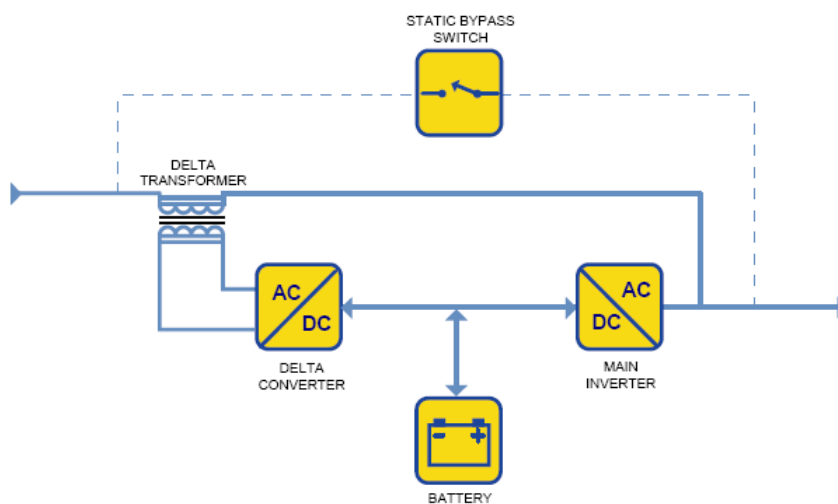 STATIC BYPASS
SWITCH
DELTA
TRANSFORMER
AC
DC
AC
DC
DELTA
CONVERTER
MAIN
INVERTER
- +
BATTERY